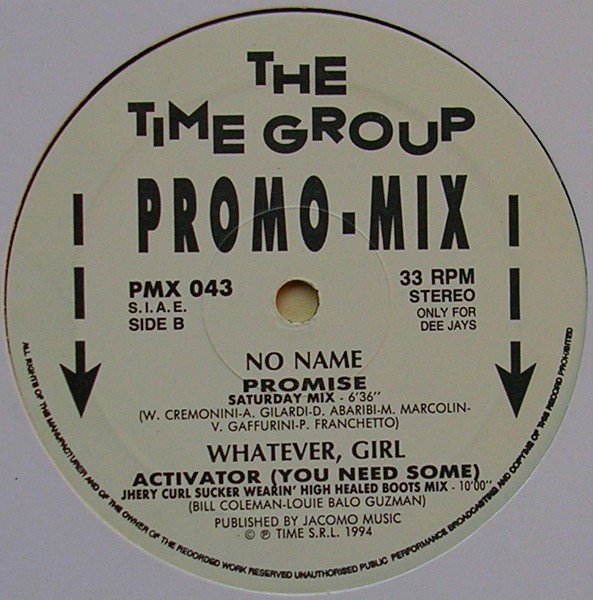 THE
TIME GROUP
PROMO-MIX
PMX 043
S.I.A.E.
SIDE B
33 RPM
STEREO
ONLY FOR
DEE JAYS
NO NAME
PROMISE
SATURDAY MIX - 6'36"
(W. CREMONINI-A. GILARDI-D. ABARIBI-M. MARCOLIN-
V. GAFFURINI-P. FRANCHETTO)
WHATEVER, GIRL
ACTIVATOR (YOU NEED SOME)
JHERY CURL SUCKER WEARIN' HIGH HEALED BOOTS MIX - 10'00"
(BILL COLEMAN-LOUIE BALO GUZMAN)
PUBLISHED BY JACOMO MUSIC
© ℗ TIME S.R.L. 1994
ALL RIGHTS OF THE MANUFACTURER AND OF THE OWNER OF THE RECORDED WORK RESERVED UNAUTHORISED PUBLIC PERFORMANCE BROADCASTING AND COPYING OF THIS RECORD PROHIBITED